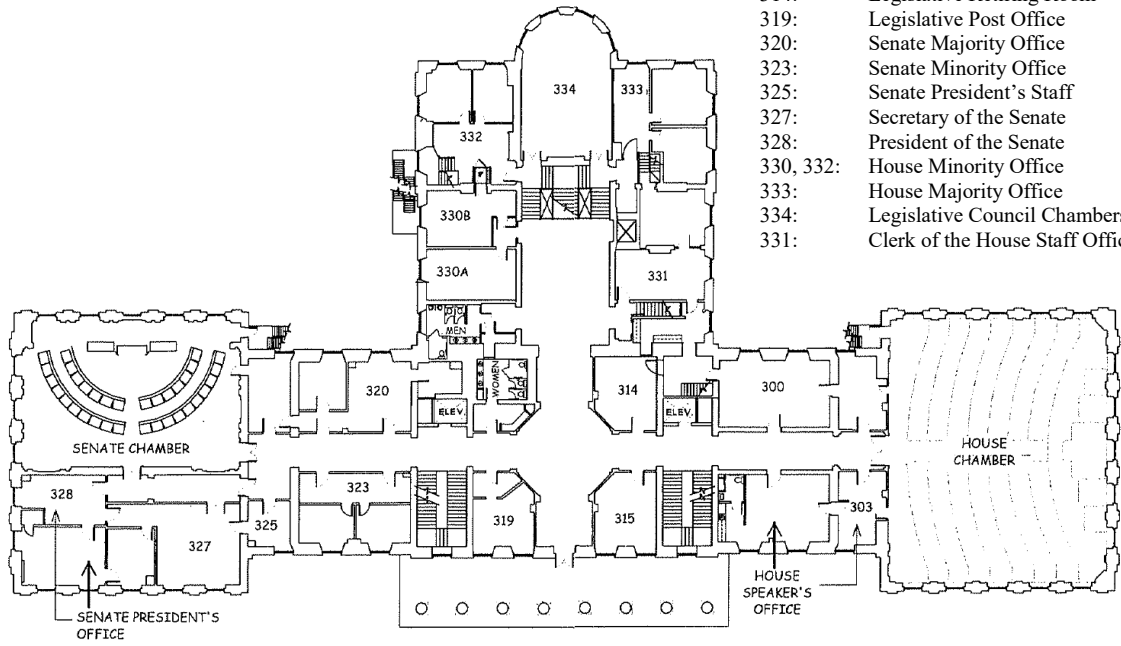 319: Legislative Post Office
320: Senate Majority Office
323: Senate Minority Office
325: Senate President's Staff
327: Secretary of the Senate
328: President of the Senate
330, 332: House Minority Office
333: House Majority Office
334: Legislative Council Chambers
331: Clerk of the House Staff Offic
334
333
332
330B
330A
331
MEN
WOMEN
320
ELEV.
314
ELEV.
300
SENATE CHAMBER
HOUSE
CHAMBER
328
323
325
327
319
315
303
SENATE PRESIDENT'S
OFFICE
HOUSE
SPEAKER'S
OFFICE